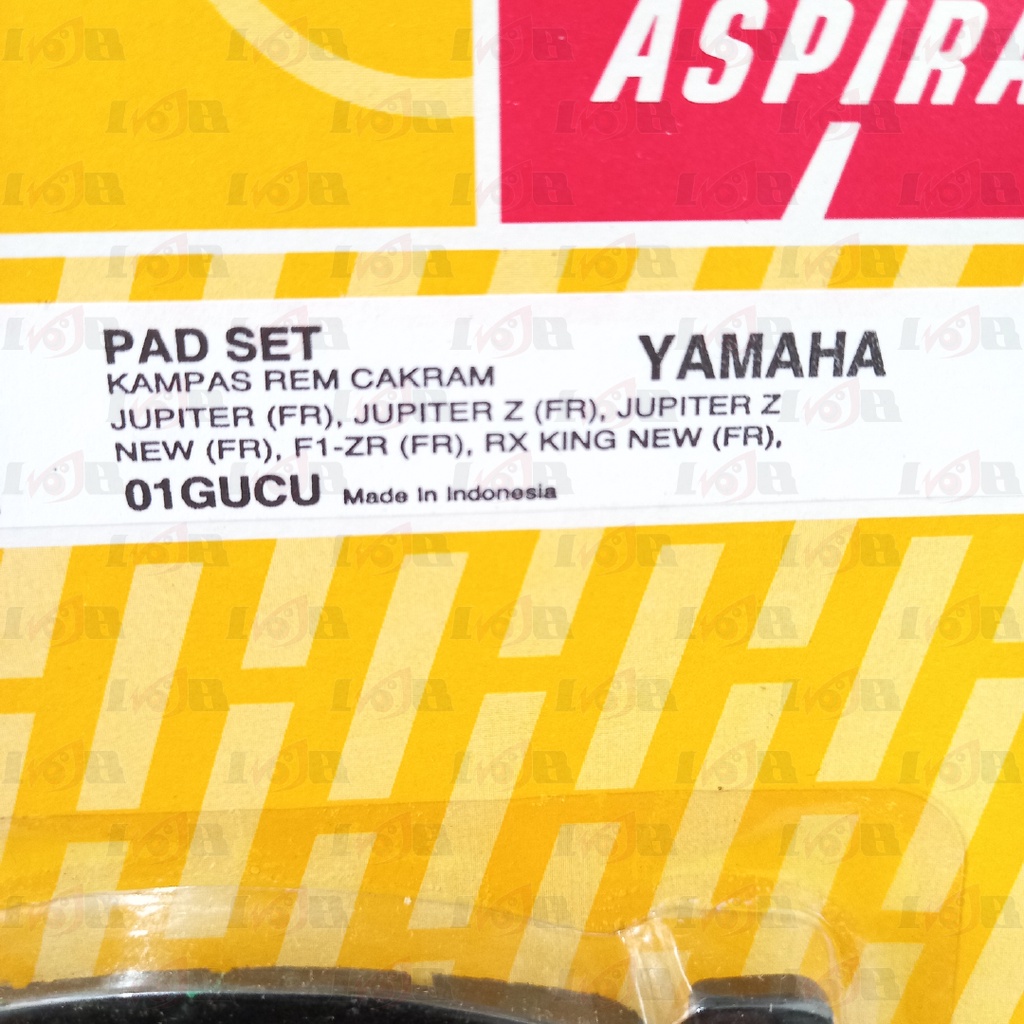 ASPIRA
PAD SET
YAMAHA
KAMPAS REM CAKRAM
JUPITER (FR), JUPITER Z (FR), JUPITER Z
NEW (FR), F1-ZR (FR), RX KING NEW (FR),
01GUCU Made In Indonesia